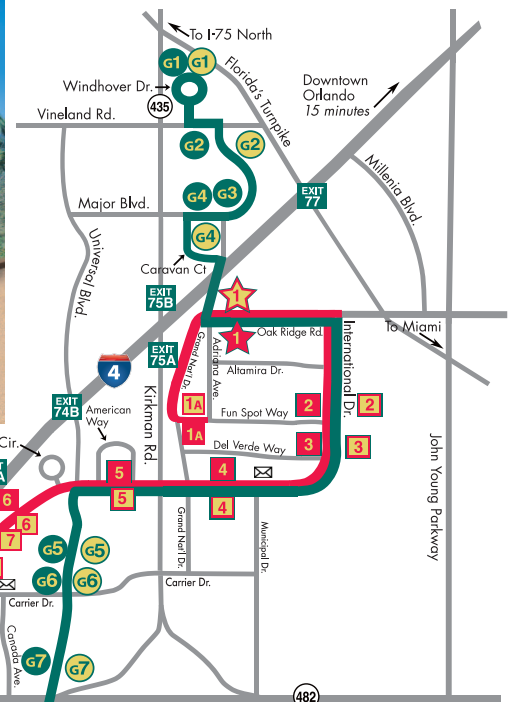 To I-75 North
G1
G1
Windhover Dr.
435
Florida's Turnpike
Downtown
Orlando
15 minutes
Vineland Rd.
G2
G2
Millenia Blvd.
EXIT
77
G4
G3
Major Blvd.
G4
Universal Blvd.
Caravan Ct
EXIT
75B
1
To Miami
1
Oak Ridge Rd.
International Dr.
EXIT
75A
Grand Nat'l Dr.
Adriana Ave.
Altamira Dr.
4
Kirkman Rd.
EXIT
74B
American
Way
1A
Fun Spot Way
2
2
1A
Del Verde Way
3
3
John Young Parkway
Cir.
A
5
4
6
5
4
6
7
Grand Nat'l Dr.
Municipal Dr.
G5
G5
G6
G6
Carrier Dr.
Carrier Dr.
Canada Ave.
G7
G7
482